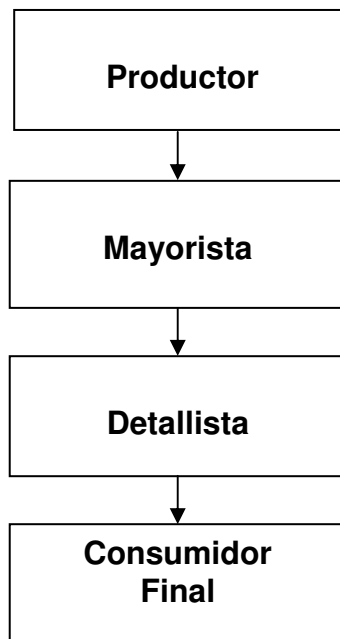 Productor
Mayorista
Detallista
Consumidor
Final